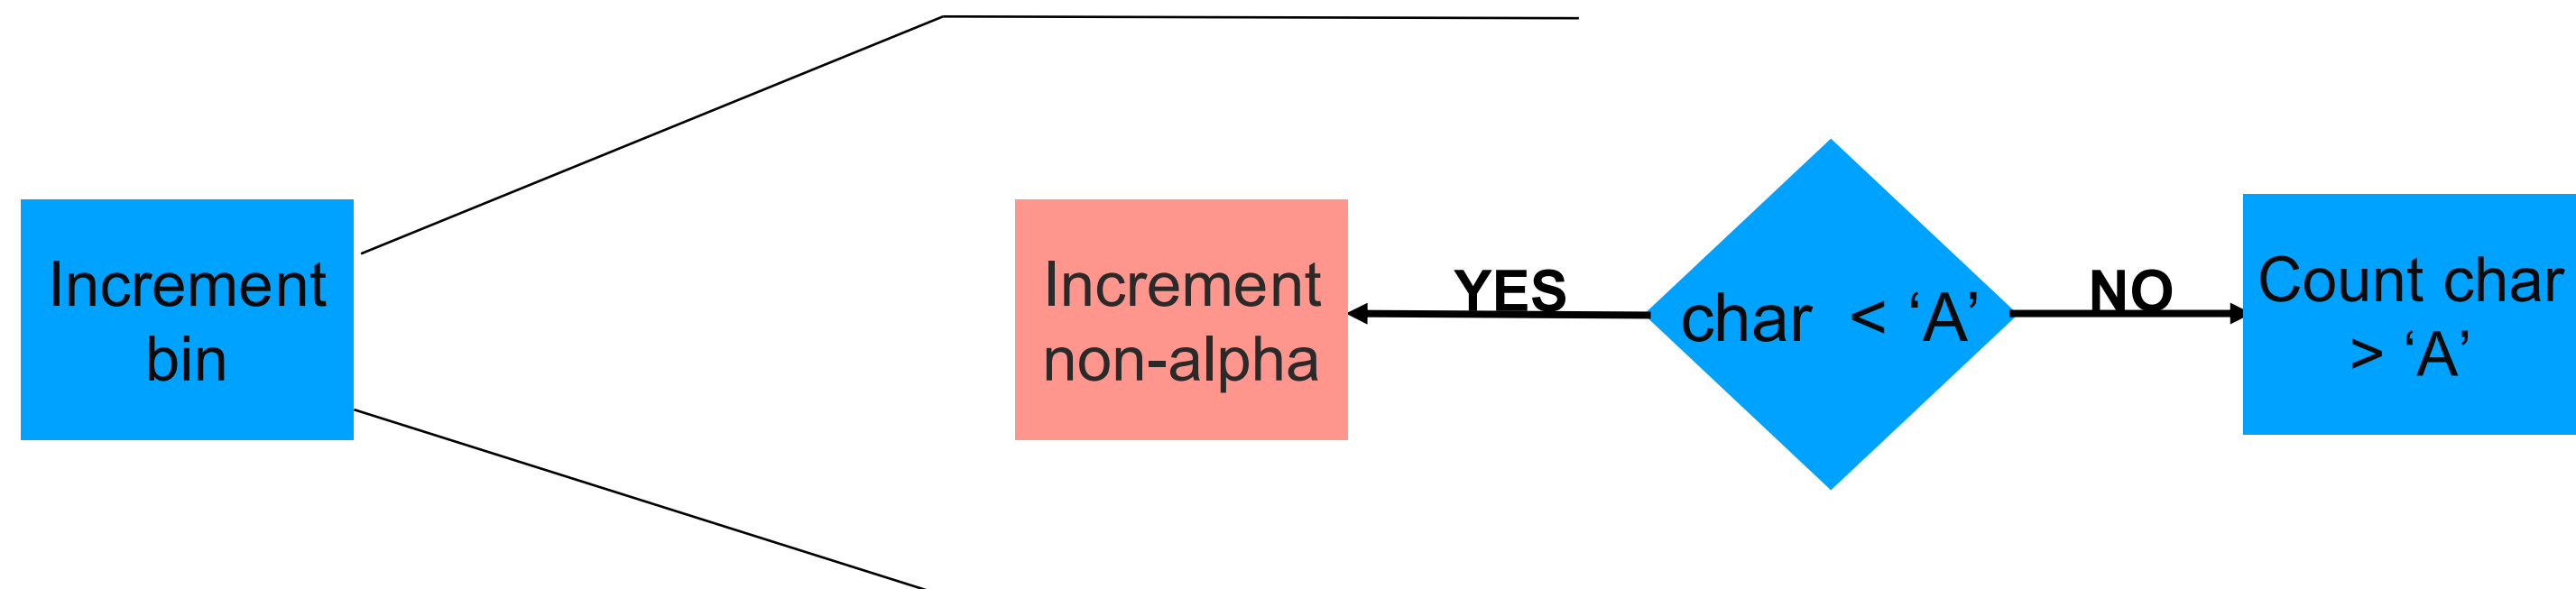 Increment
bin
Increment
non-alpha
YES
char < ‘A’
NO
Count char
> ‘A’